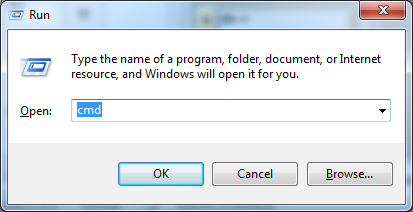 Run
Type the name of a program, folder, document, or Internet
resource, and Windows will open it for you.
Open: cmd
OK Cancel Browse...